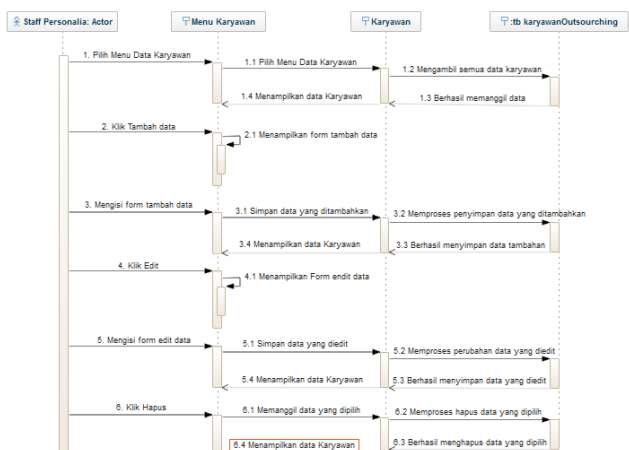 Staff Personalia: Actor
Menu Karyawan
Karyawan
:tb karyawanOutsourching
1. Pilih Menu Data Karyawan
1.1 Pilih Menu Data Karyawan
1.2 Mengambil semua data karyawan
1.4 Menampilkan data Karyawan
1.3 Berhasil memanggil data
2. Klik Tambah data
2.1 Menampilkan form tambah data
3. Mengisi form tambah data
3.1 Simpan data yang ditambahkan
3.2 Memproses penyimpan data yang ditambahkan
3.4 Menampilkan data Karyawan
3.3 Berhasil menyimpan data tambahan
4. Klik Edit
4.1 Menampilkan Form endit data
5. Mengisi form edit data
5.1 Simpan data yang diedit
5.2 Memproses perubahan data yang diedit
5.4 Menampilkan data Karyawan
5.3 Berhasil menyimpan data yang diedit
6. Klik Hapus
6.1 Memanggil data yang dipilih
6.2 Memproses hapus data yang dipilih
6.4 Menampilkan data Karyawan
6.3 Berhasil menghapus data yang dipilih